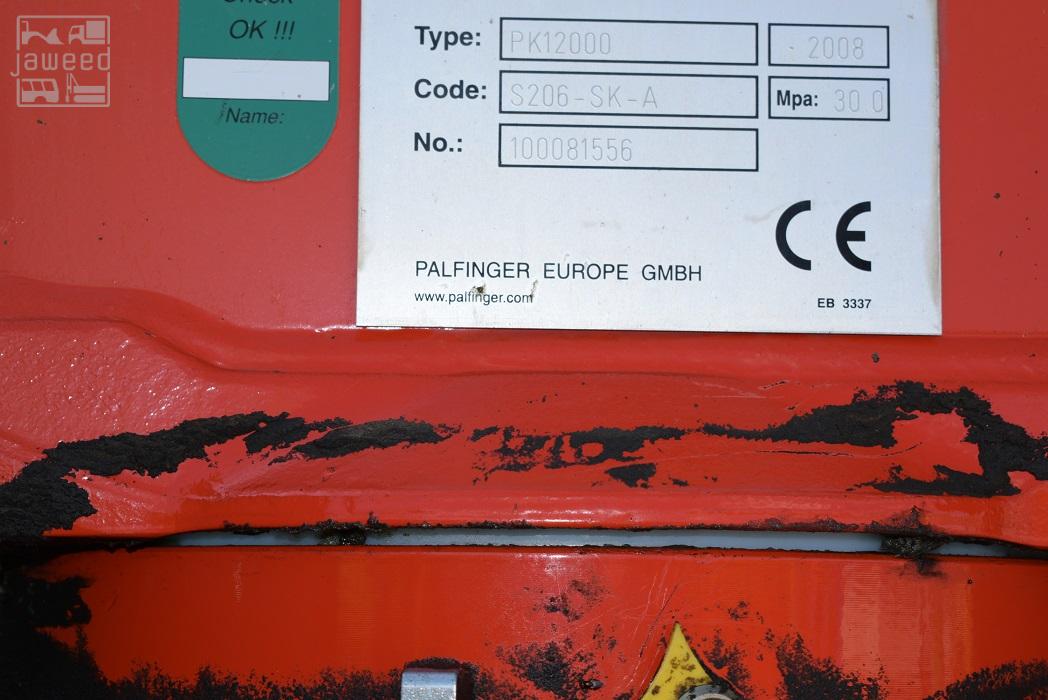 OK !!!
Name:
jaweed
Type: PK12000 2008
Code: S206-SK-A Mpa: 30.0
No.: 100081556
CE
PALFINGER EUROPE GMBH
www.palfinger.com
EB 3337